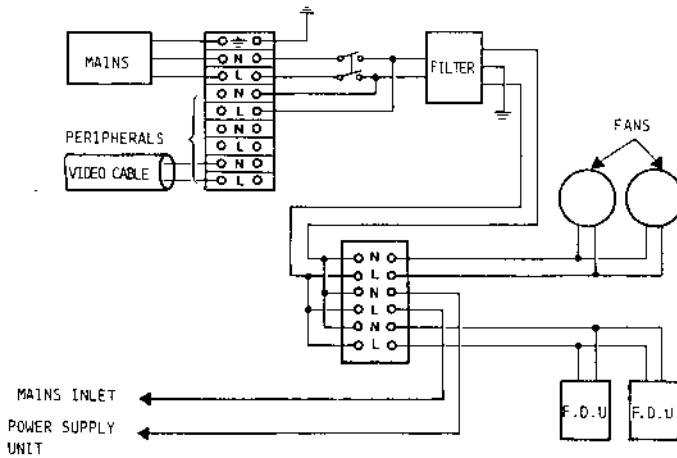 MAINS
N
L
N
L
N
L
N
L
FILTER
PERIPHERALS
VIDEO CABLE
FANS
N
L
N
L
N
L
MAINS INLET
POWER SUPPLY
UNIT
F.D.U
F.D.U